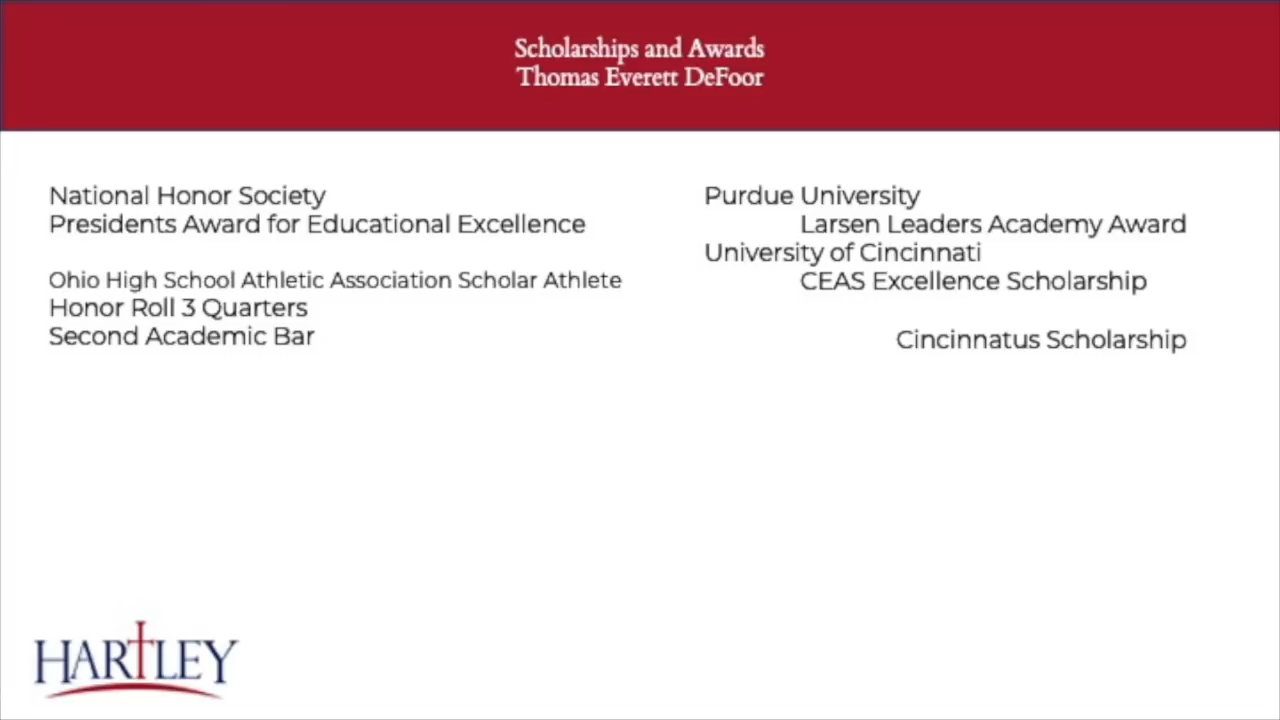 Scholarships and Awards
Thomas Everett DeFoor
National Honor Society
Presidents Award for Educational Excellence
Ohio High School Athletic Association Scholar Athlete
Honor Roll 3 Quarters
Second Academic Bar
Purdue University
Larsen Leaders Academy Award
University of Cincinnati
CEAS Excellence Scholarship
Cincinnatus Scholarship
HARTLEY